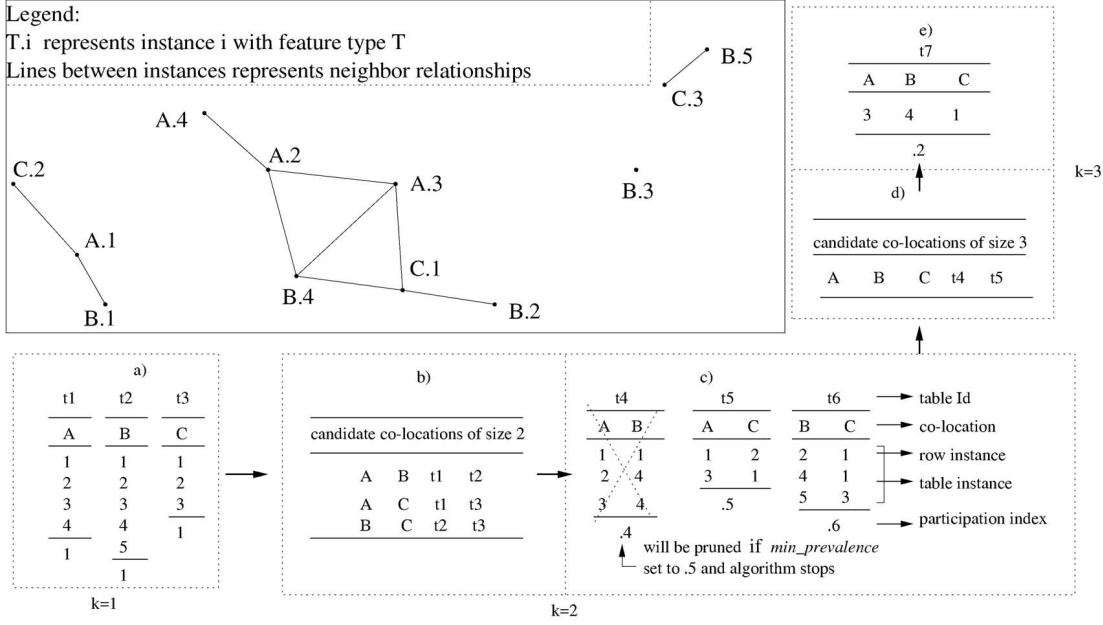 Legend:
T.i represents instance i with feature type T
Lines between instances represents neighbor relationships
B.5
C.3
A.4
A.2
A.3
B.3
C.2
A.1
C.1
B.4
B.2
B.1
e)
t7
A B C
3 4 1
.2
k=3
d)
candidate co-locations of size 3
A B C t4 t5
a)
t1 t2 t3
A B C
1 1 1
2 2 2
3 3 3
4 4 1
1 5
1
k=1
b)
candidate co-locations of size 2
A B t1 t2
A C t1 t3
B C t2 t3
c)
t4 t5 t6 table Id
A B A C B C co-location
1 1 1 2 2 1 row instance
2 4 3 1 4 1 table instance
3 4 .5 5 3
.4 .6 participation index
will be pruned if min_prevalence
set to .5 and algorithm stops
k=2